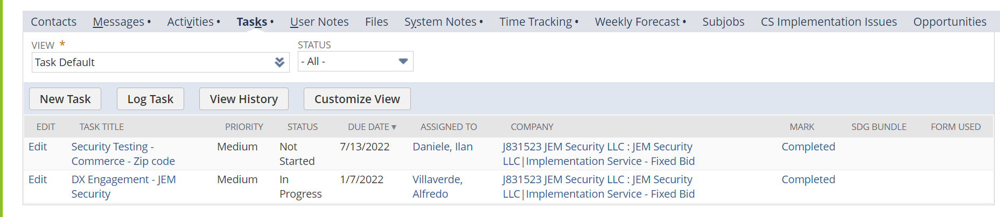 Contacts Messages • Activities • Tasks • User Notes Files System Notes • Time Tracking • Weekly Forecast • Subjobs CS Implementation Issues Opportunities
VIEW * STATUS
Task Default - All -
New Task Log Task View History Customize View
EDIT TASK TITLE PRIORITY STATUS DUE DATE ▼ ASSIGNED TO COMPANY MARK SDG BUNDLE FORM USED
Edit Security Testing - Medium Not 7/13/2022 Daniele, Ilan J831523 JEM Security LLC : JEM Security Completed
Commerce - Zip code Started LLC|Implementation Service - Fixed Bid
Edit DX Engagement - JEM Medium In 1/7/2022 Villaverde, J831523 JEM Security LLC : JEM Security Completed
Security Progress Alfredo LLC|Implementation Service - Fixed Bid